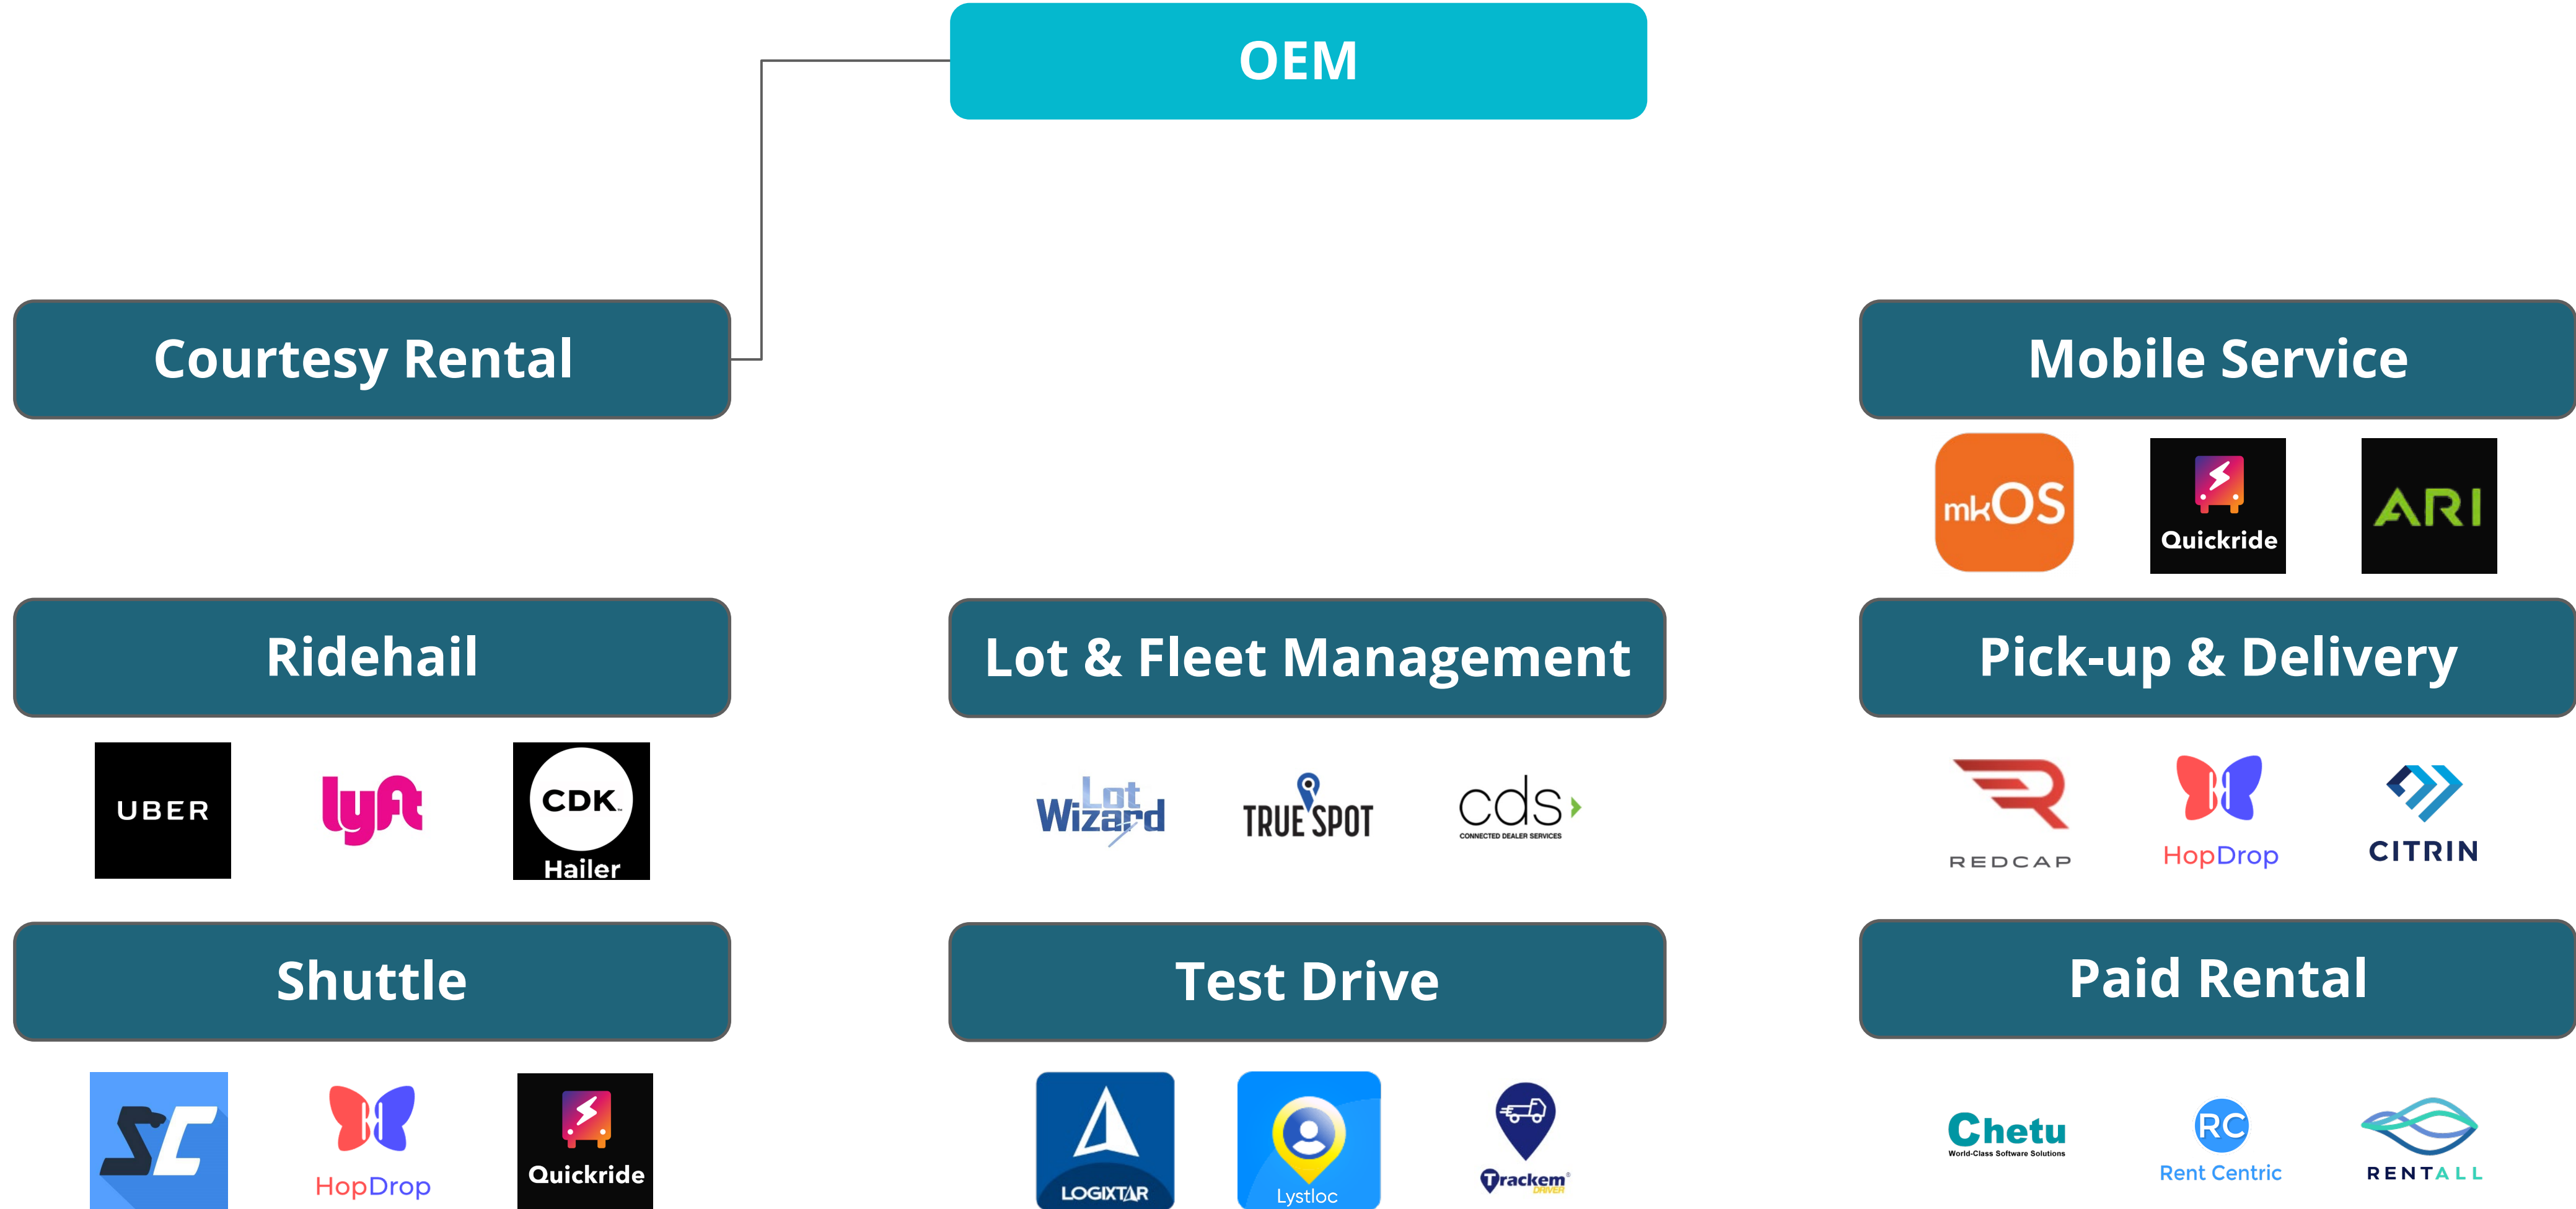 OEM
Courtesy Rental
Mobile Service
mkOS
Quickride
ARI
Ridehail
Lot & Fleet Management
Pick-up & Delivery
UBER
lyft
CDK™
Hailer
Lot
Wizard
TRUE SPOT
cds
CONNECTED DEALER SERVICES
REDCAP
HopDrop
CITRIN
Shuttle
Test Drive
Paid Rental
SC
HopDrop
Quickride
LOGIXTAR
Lystloc
Trackem®
DRIVER
Chetu
World-Class Software Solutions
RC
Rent Centric
RENTALL